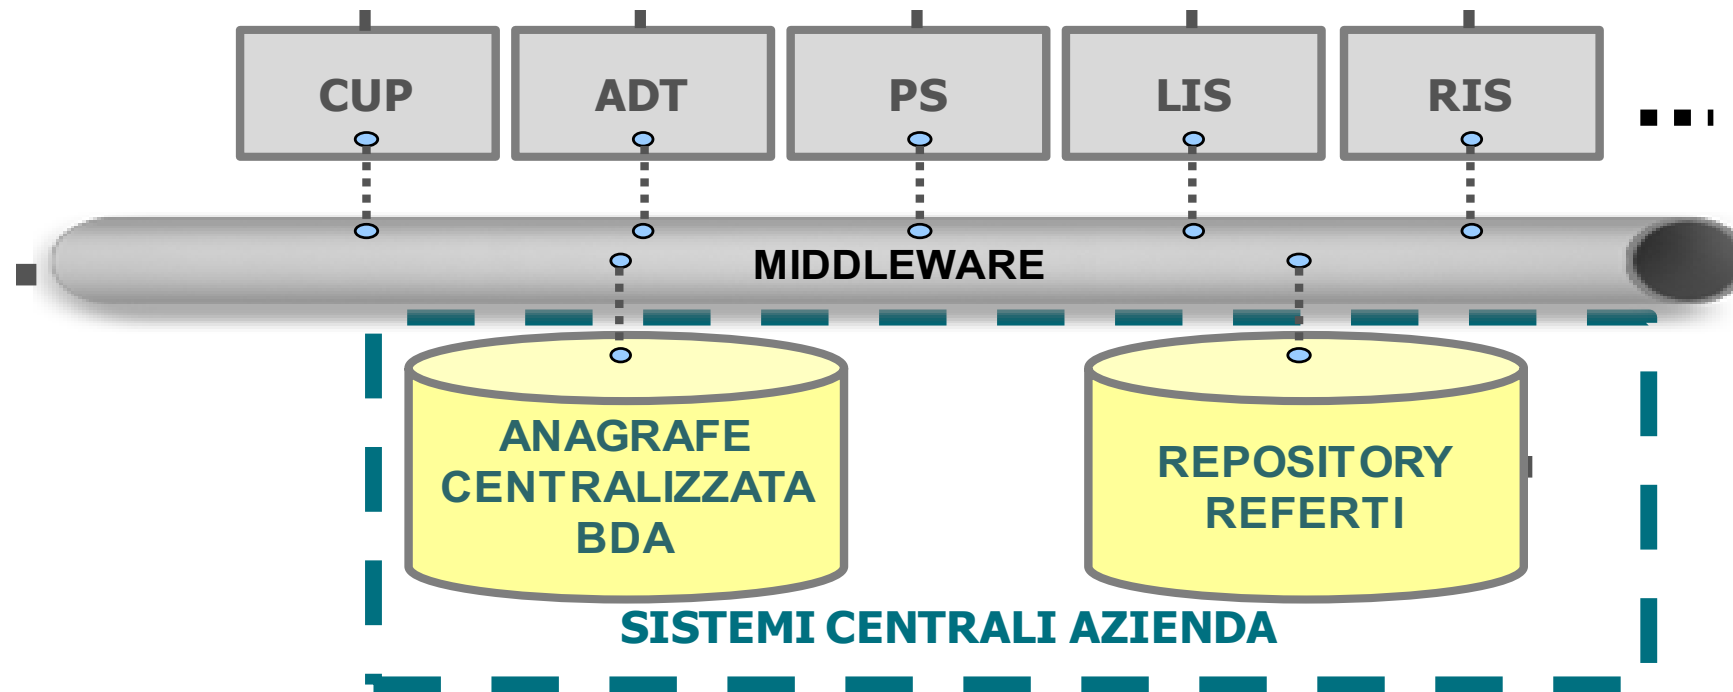 CUP
ADT
PS
LIS
RIS
MIDDLEWARE
ANAGRAFE
CENTRALIZZATA
BDA
REPOSITORY
REFERTI
SISTEMI CENTRALI AZIENDA